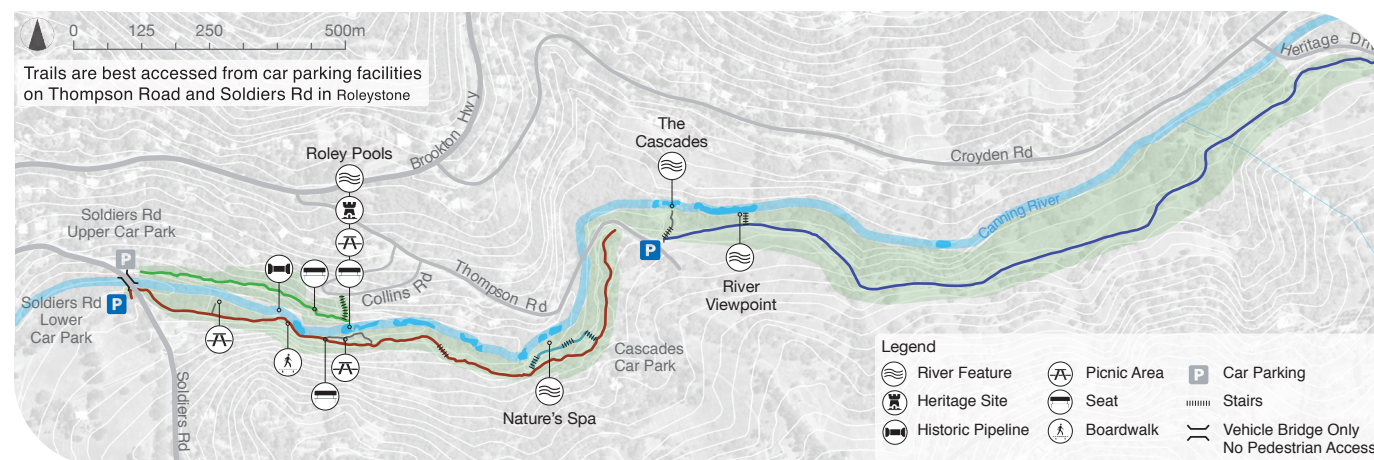 0 125 250 500m
Trails are best accessed from car parking facilities
on Thompson Road and Soldiers Rd in Roleystone
Brookton Hwy
Heritage Driv
The
Cascades
Croyden Rd
Roley Pools
Soldiers Rd
Upper Car Park
P
Canning River
Thompson Rd
Collins Rd
P
River
Viewpoint
Soldiers Rd
Lower
Car Park
P
Soldiers Rd
Cascades
Car Park
Nature's Spa
Legend
River Feature
Picnic Area
P Car Parking
Heritage Site
Seat
Stairs
Historic Pipeline
Boardwalk
Vehicle Bridge Only
No Pedestrian Access